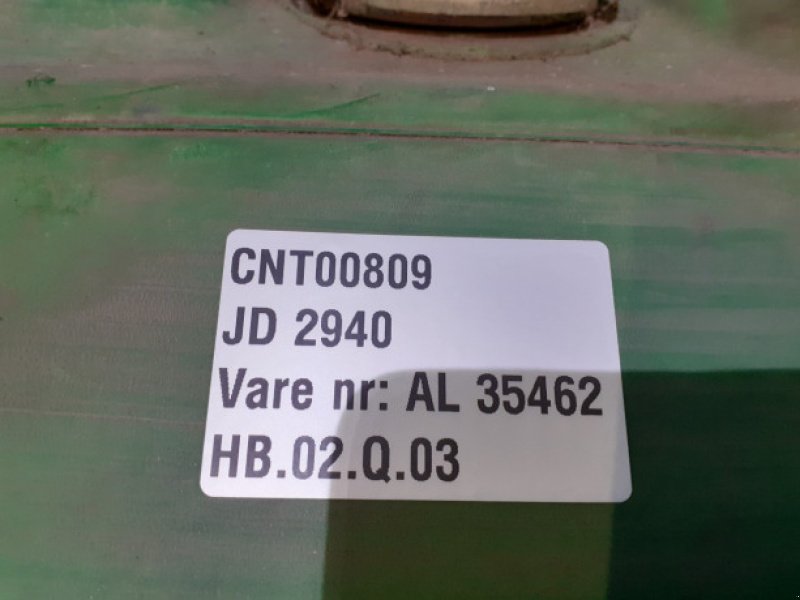 CNT00809
JD 2940
Vare nr: AL 35462
HB.02.Q.03